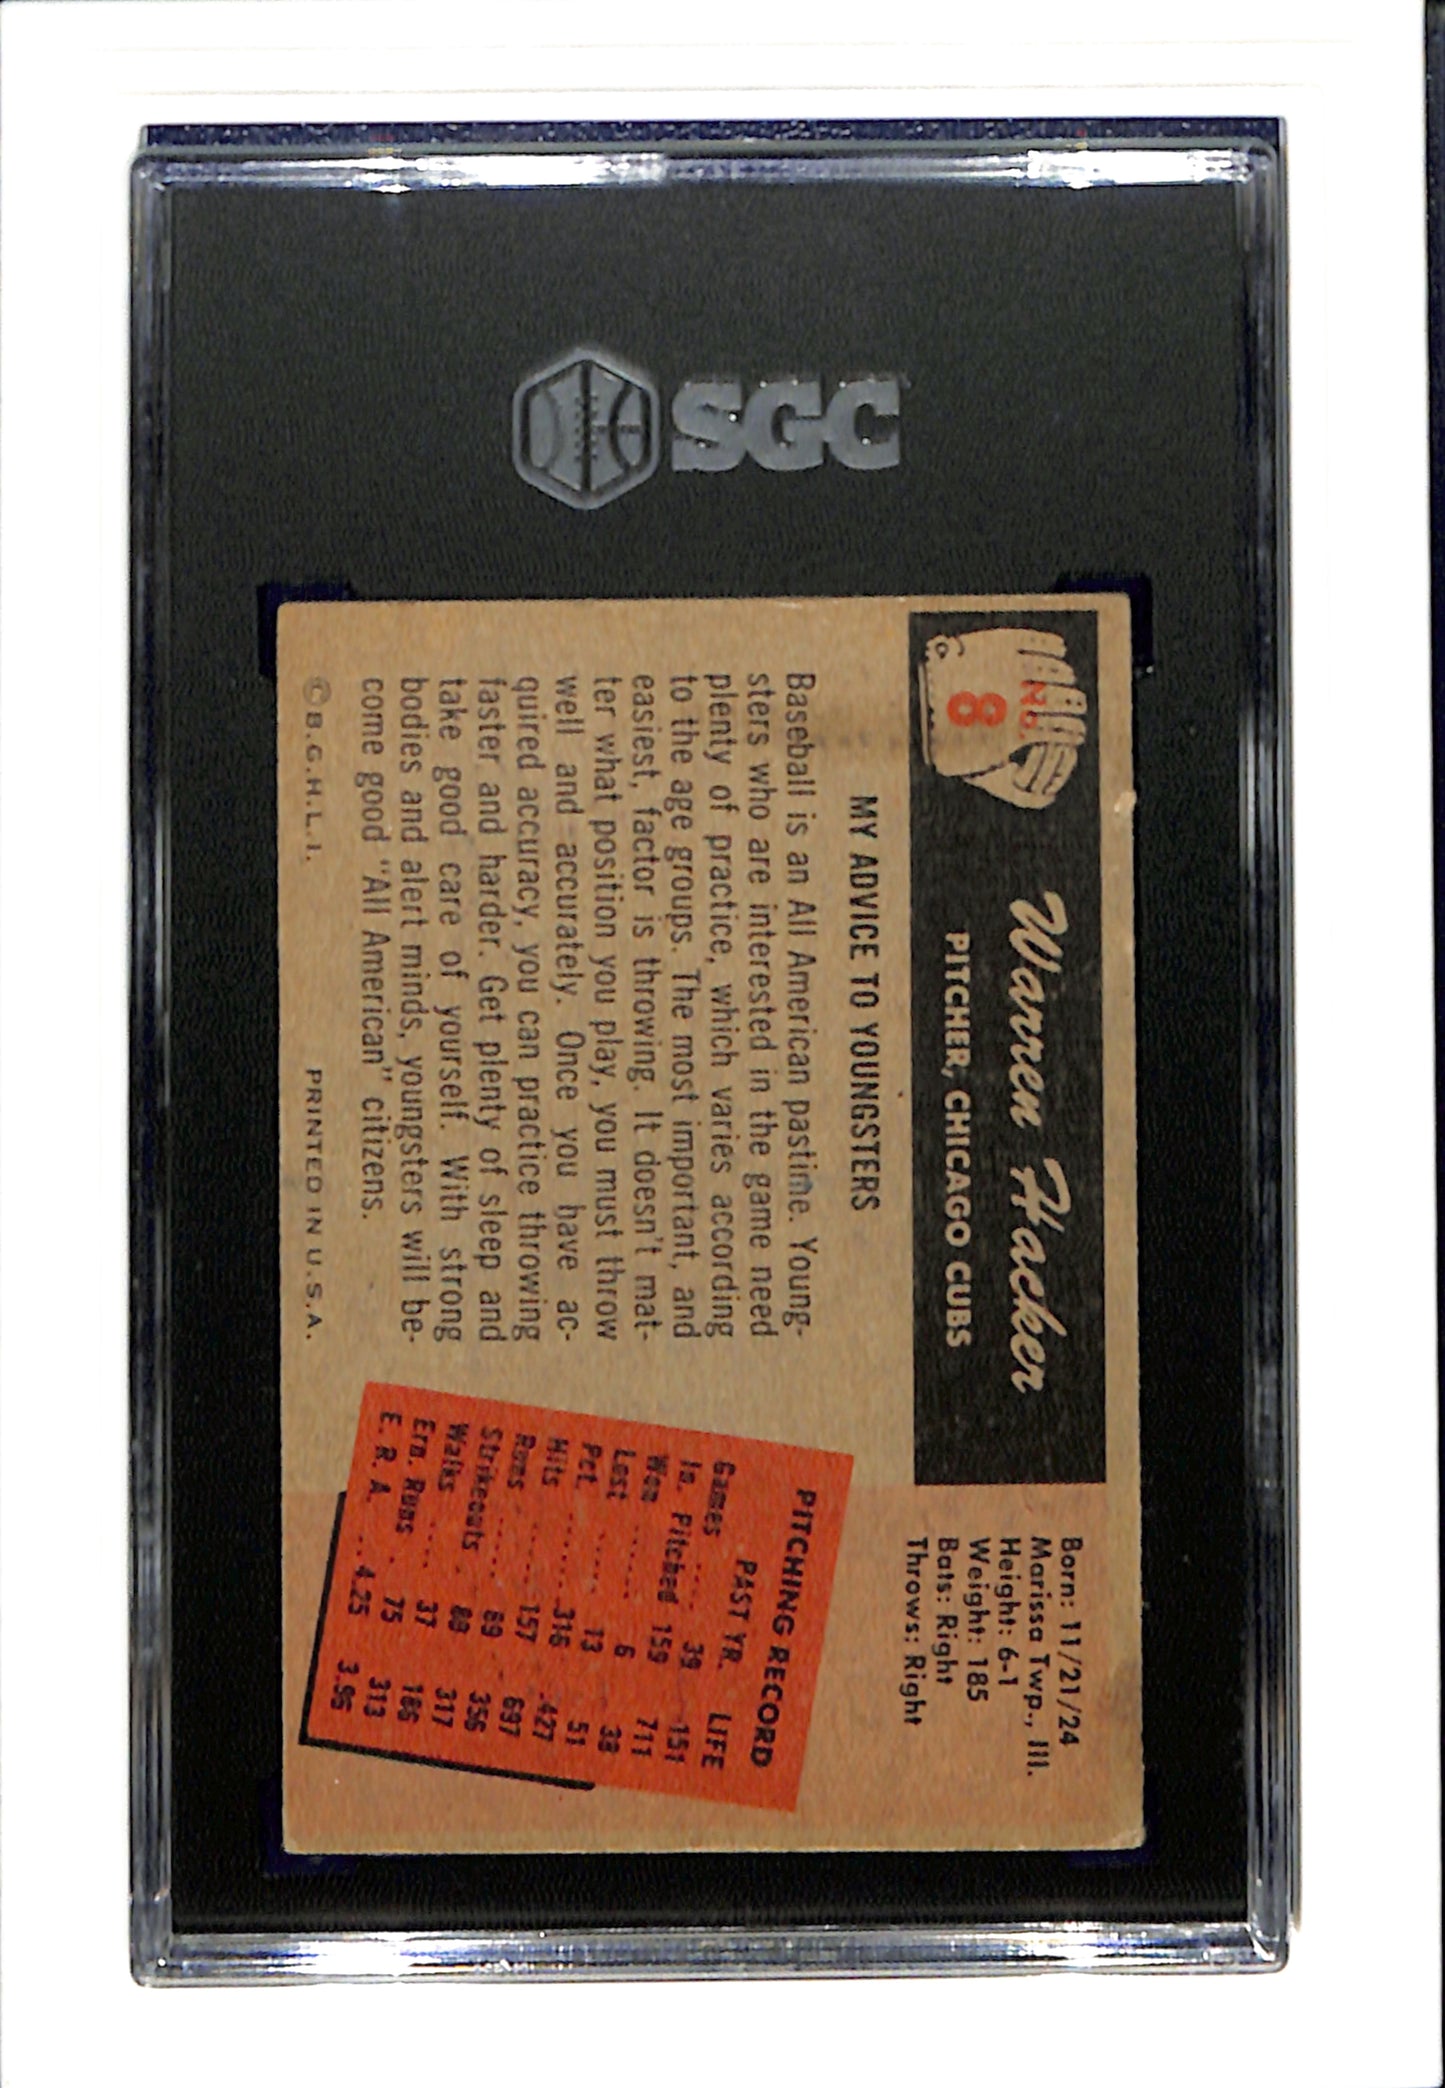 SGC
No.
8
Warren Hacker
PITCHER, CHICAGO CUBS
Born: 11/21/24
Marissa Twp., Ill.
Height: 6-1
Weight: 185
Bats: Right
Throws: Right
MY ADVICE TO YOUNGSTERS
Baseball is an All American pastime. Young-
sters who are interested in the game need
plenty of practice, which varies according
to the age groups. The most important, and
easiest, factor is throwing. It doesn't mat-
ter what position you play, you must throw
well and accurately. Once you have ac-
quired accuracy, you can practice throwing
faster and harder. Get plenty of sleep and
take good care of yourself. With strong
bodies and alert minds, youngsters will be-
come good "All American" citizens.
PITCHING RECORD
PAST YR. LIFE
Games .... 39 151
In. Pitched 159 711
Won ...... 6 33
Lost ..... 13 51
Pct. .427
Hits ...... 316
Runs ..... 157 697
Strikeouts . 356
Walks .... 37 317
Ern. Runs . 75 186
E. R. A. .. 4.25 313
3.96
© B.G.H.L.I. PRINTED IN U.S.A.